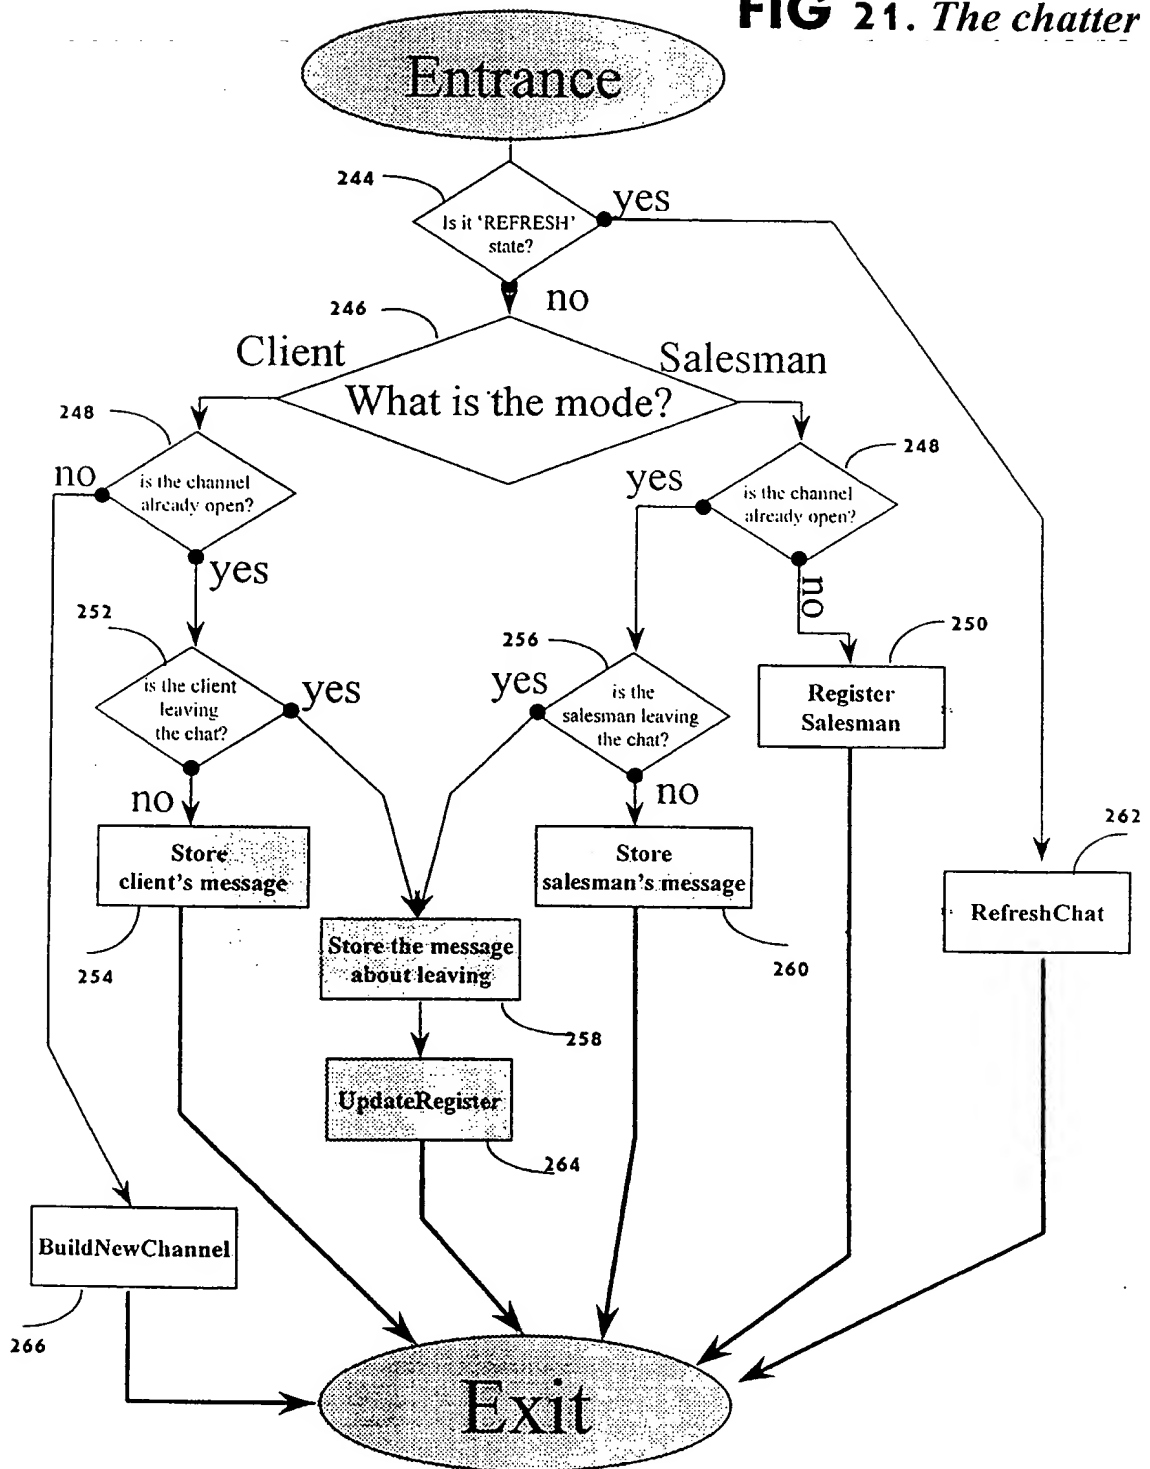 FIG 21. The chatter
Entrance
244
yes
Is it 'REFRESH'
state?
no
246
Client
Salesman
What is the mode?
248
no
is the channel
already open?
yes
248
yes
is the channel
already open?
no
252
is the client
leaving
the chat?
yes
no
256
yes
is the
salesman leaving
the chat?
no
250
Register
Salesman
262
RefreshChat
Store
client's message
254
Store
salesman's message
260
Store the message
about leaving
258
UpdateRegister
264
BuildNewChannel
266
Exit